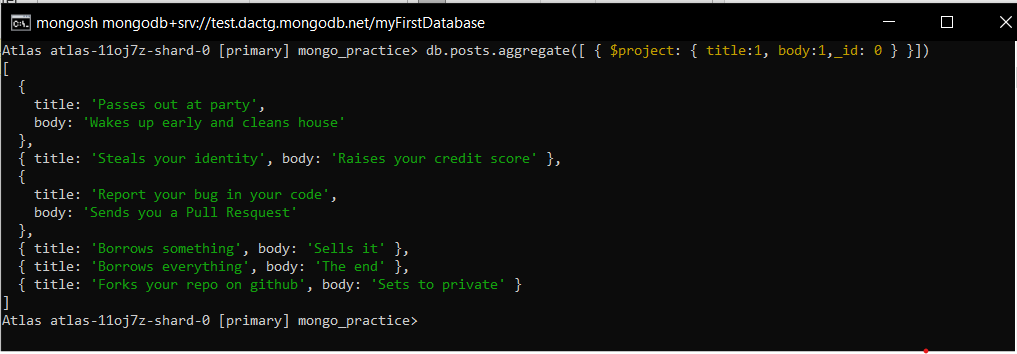 mongosh mongodb+srv://test.dactg.mongodb.net/myFirstDatabase
Atlas atlas-11oj7z-shard-0 [primary] mongo_practice> db.posts.aggregate([ { $project: { title:1, body:1,_id: 0 } }])
[
  {
    title: 'Passes out at party',
    body: 'Wakes up early and cleans house'
  },
  { title: 'Steals your identity', body: 'Raises your credit score' },
  {
    title: 'Report your bug in your code',
    body: 'Sends you a Pull Resquest'
  },
  { title: 'Borrows something', body: 'Sells it' },
  { title: 'Borrows everything', body: 'The end' },
  { title: 'Forks your repo on github', body: 'Sets to private' }
]
Atlas atlas-11oj7z-shard-0 [primary] mongo_practice>